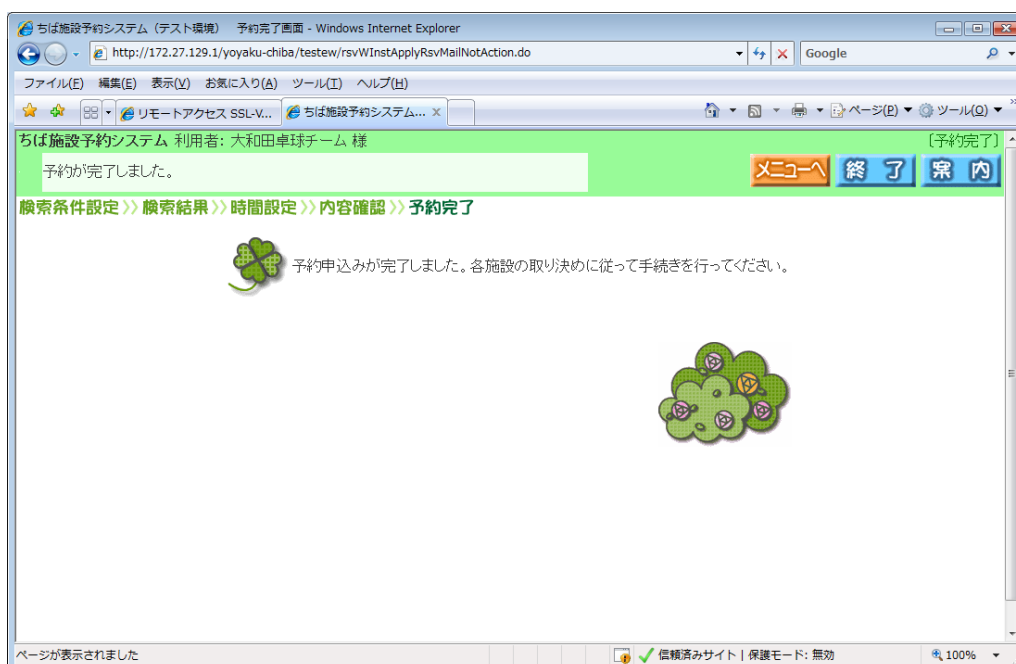 ちば施設予約システム（テスト環境） 予約完了画面 - Windows Internet Explorer
http://172.27.129.1/yoyaku-chiba/testew/rsvWInstApplyRsvMailNotAction.do
Google
ファイル(F) 編集(E) 表示(V) お気に入り(A) ツール(T) ヘルプ(H)
リモートアクセス SSL-V... ちば施設予約システム... X ページ(P) ツール(O)
ちば施設予約システム 利用者: 大和田卓球チーム 様 [予約完了]
予約が完了しました。 メニューへ 終了 案内
検索条件設定 》 検索結果 》 時間設定 》 内容確認 》 予約完了
予約申込みが完了しました。各施設の取り決めに従って手続きを行ってください。
ページが表示されました 信頼済みサイト | 保護モード: 無効 100%